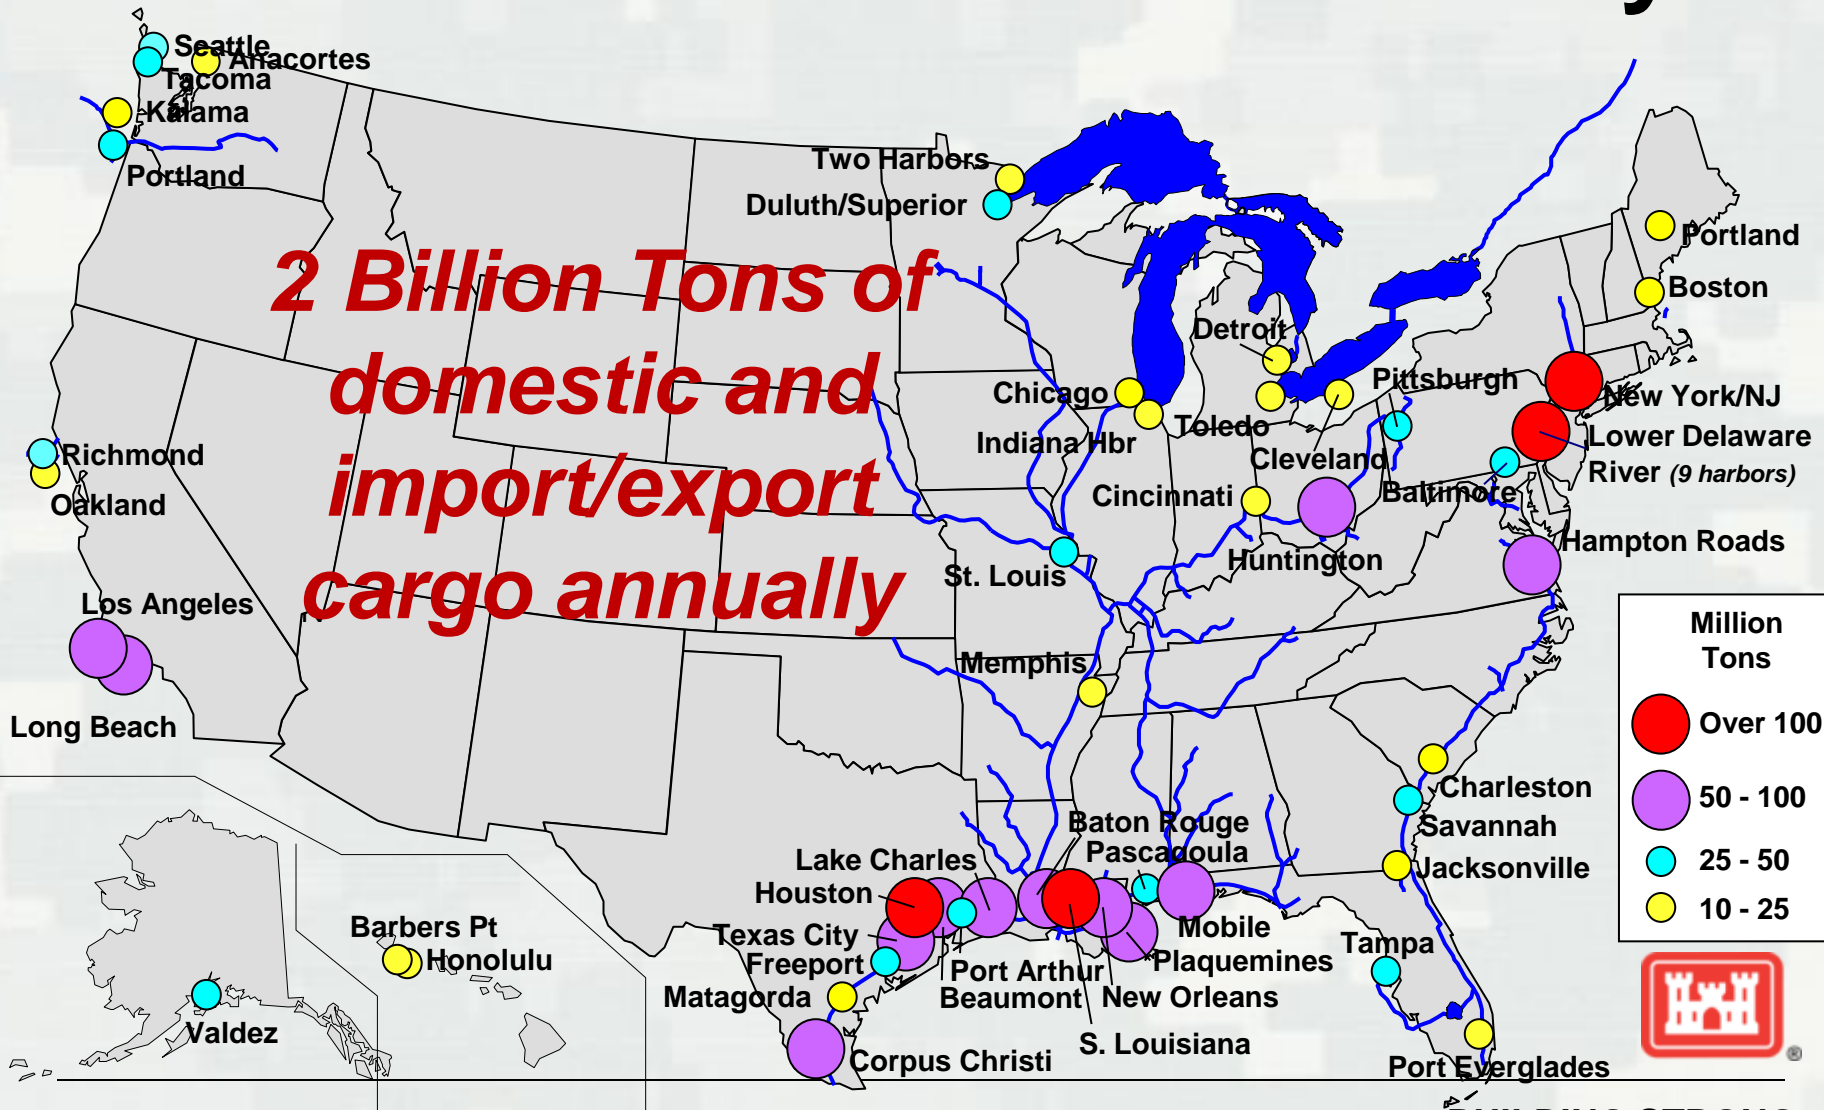 Seattle
Anacortes
Tacoma
Kalama
Portland
Two Harbors
Duluth/Superior
Portland
Boston
2 Billion Tons of
domestic and
import/export
cargo annually
Detroit
Chicago
Indiana Hbr
Toledo
Cleveland
Pittsburgh
New York/NJ
Lower Delaware
River (9 harbors)
Baltimore
Cincinnati
Huntington
Hampton Roads
Richmond
Oakland
St. Louis
Los Angeles
Long Beach
Memphis
Million
Tons
Over 100
50 - 100
25 - 50
10 - 25
Charleston
Savannah
Jacksonville
Baton Rouge
Pascagoula
Lake Charles
Houston
Texas City
Freeport
Matagorda
Port Arthur
Beaumont
New Orleans
Mobile
Plaquemines
S. Louisiana
Corpus Christi
Tampa
Port Everglades
Barbers Pt
Honolulu
Valdez
BUILDING STRONG